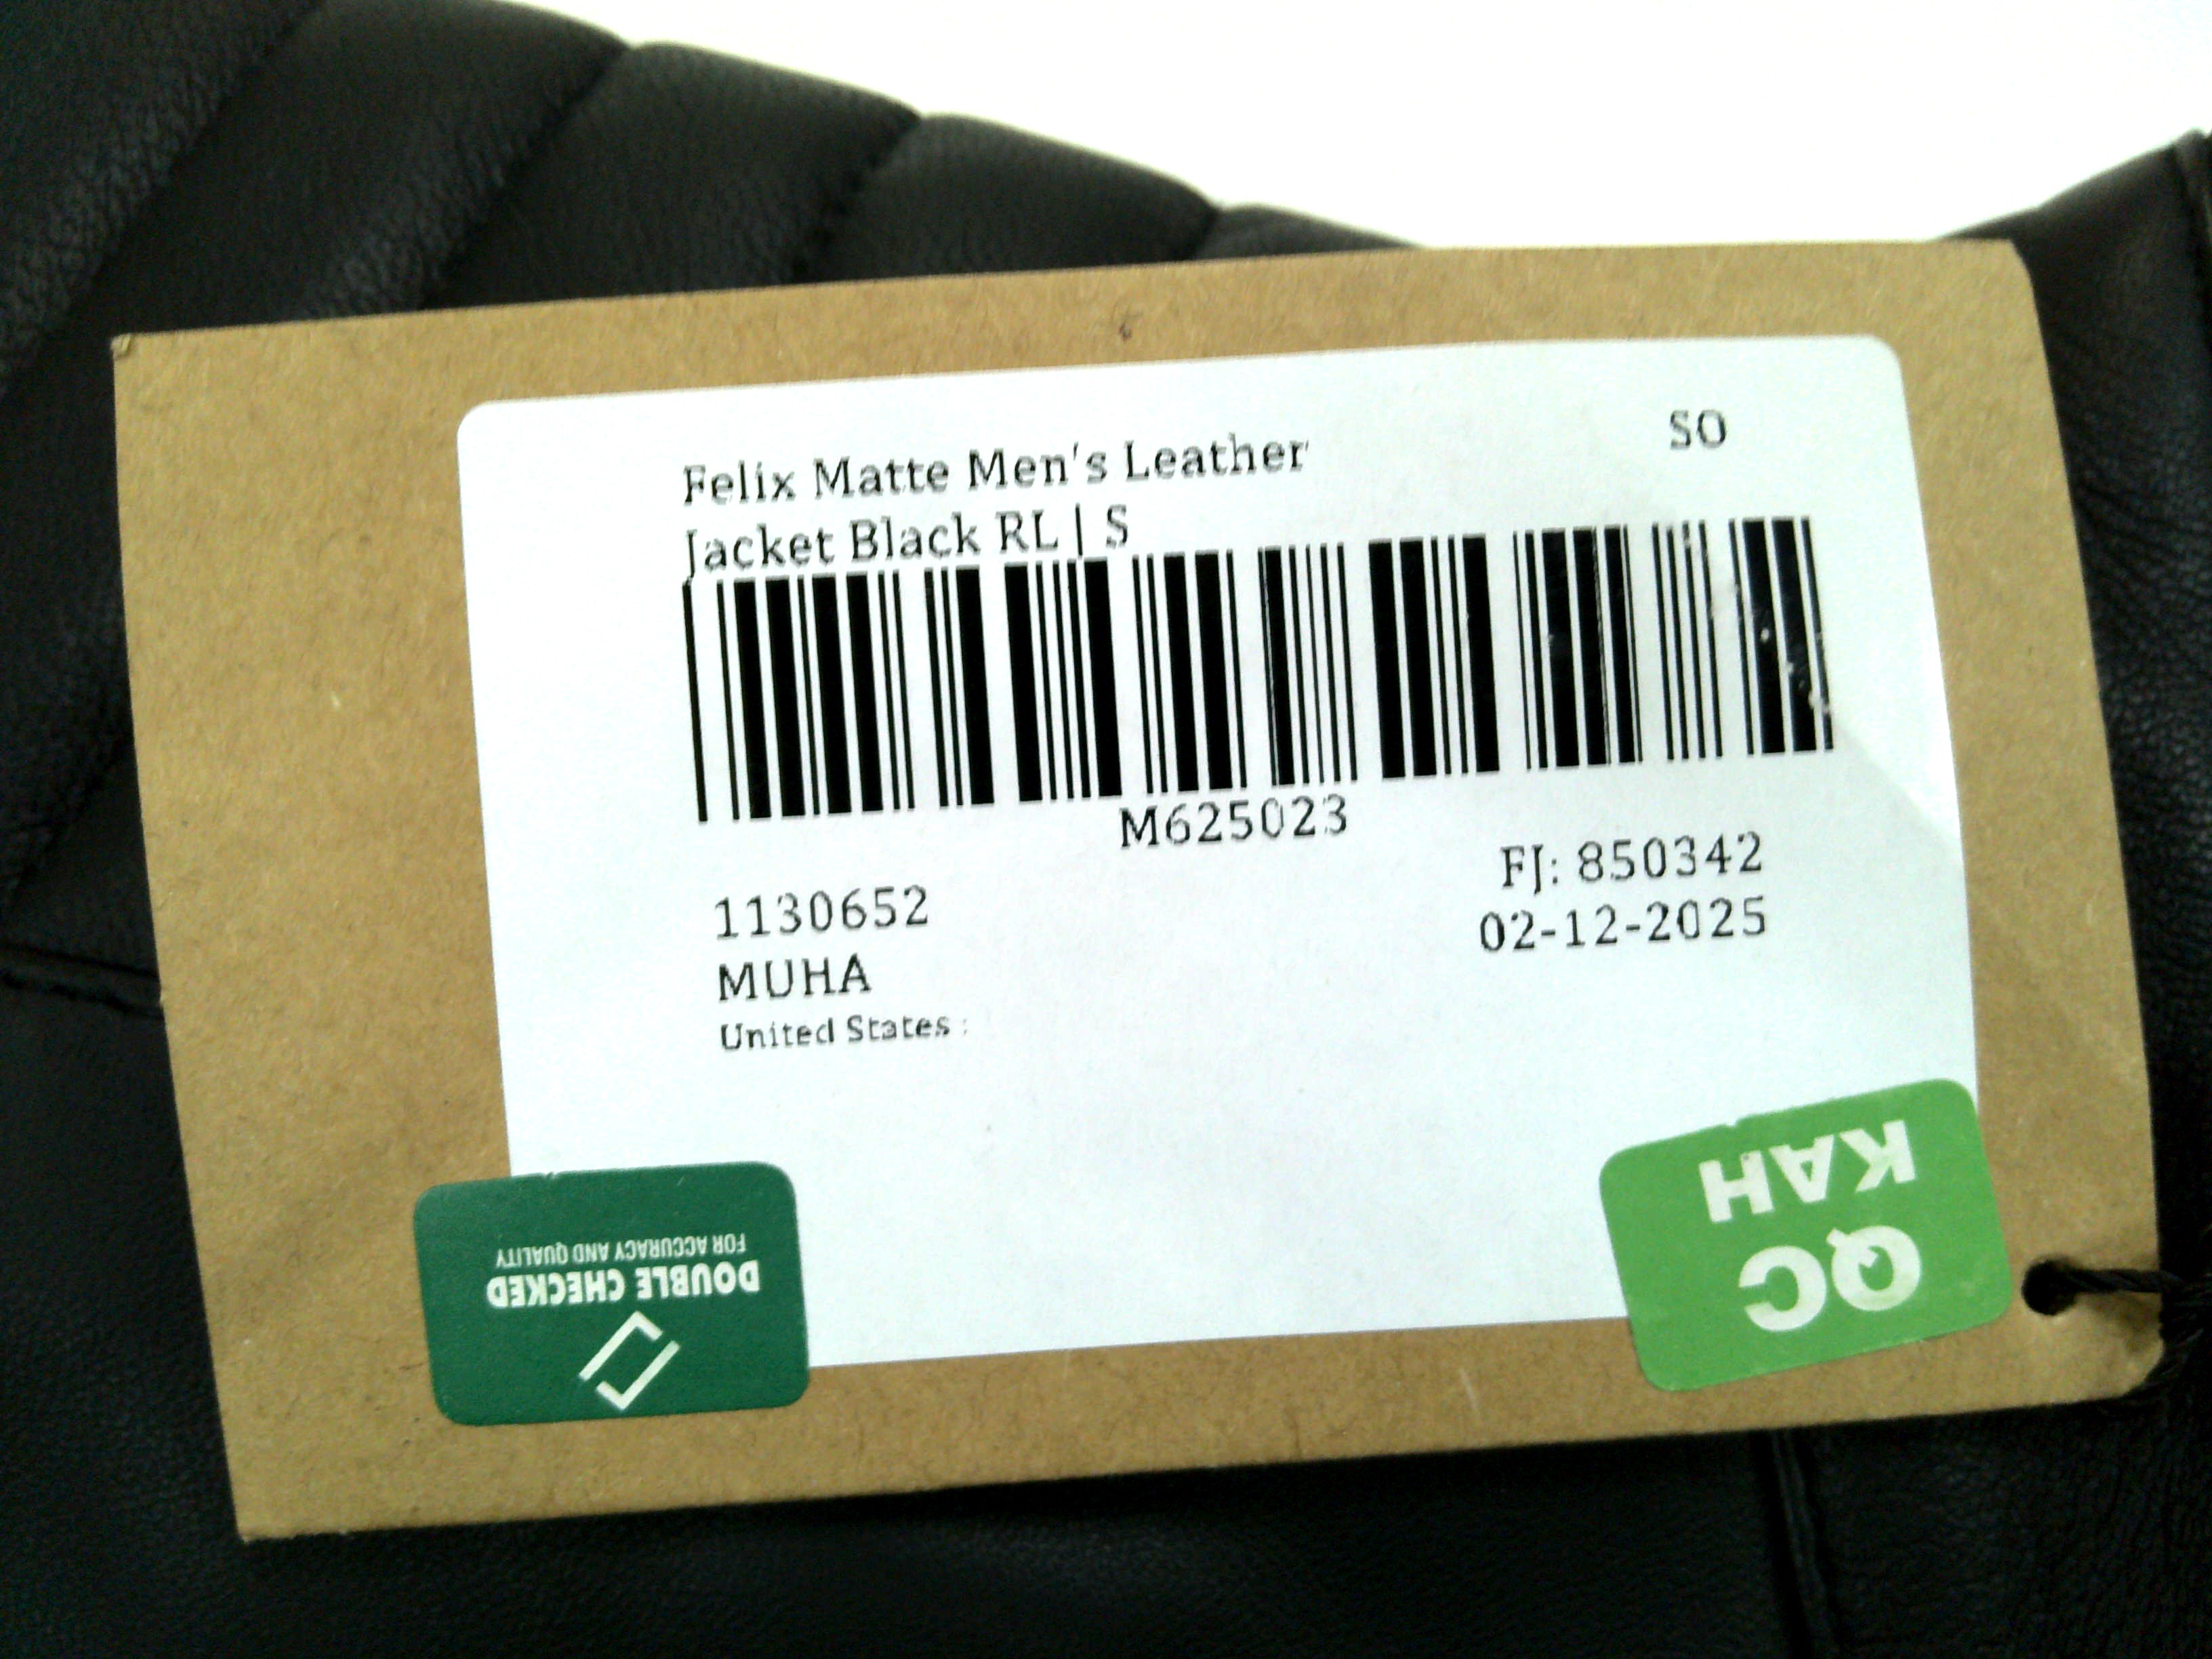 Felix Matte Men's Leather
Jacket Black RL | S
SO
M625023
FJ: 850342
02-12-2025
1130652
MUHA
United States :
QC
KAH
DOUBLE CHECKED
FOR ACCURACY AND QUALITY